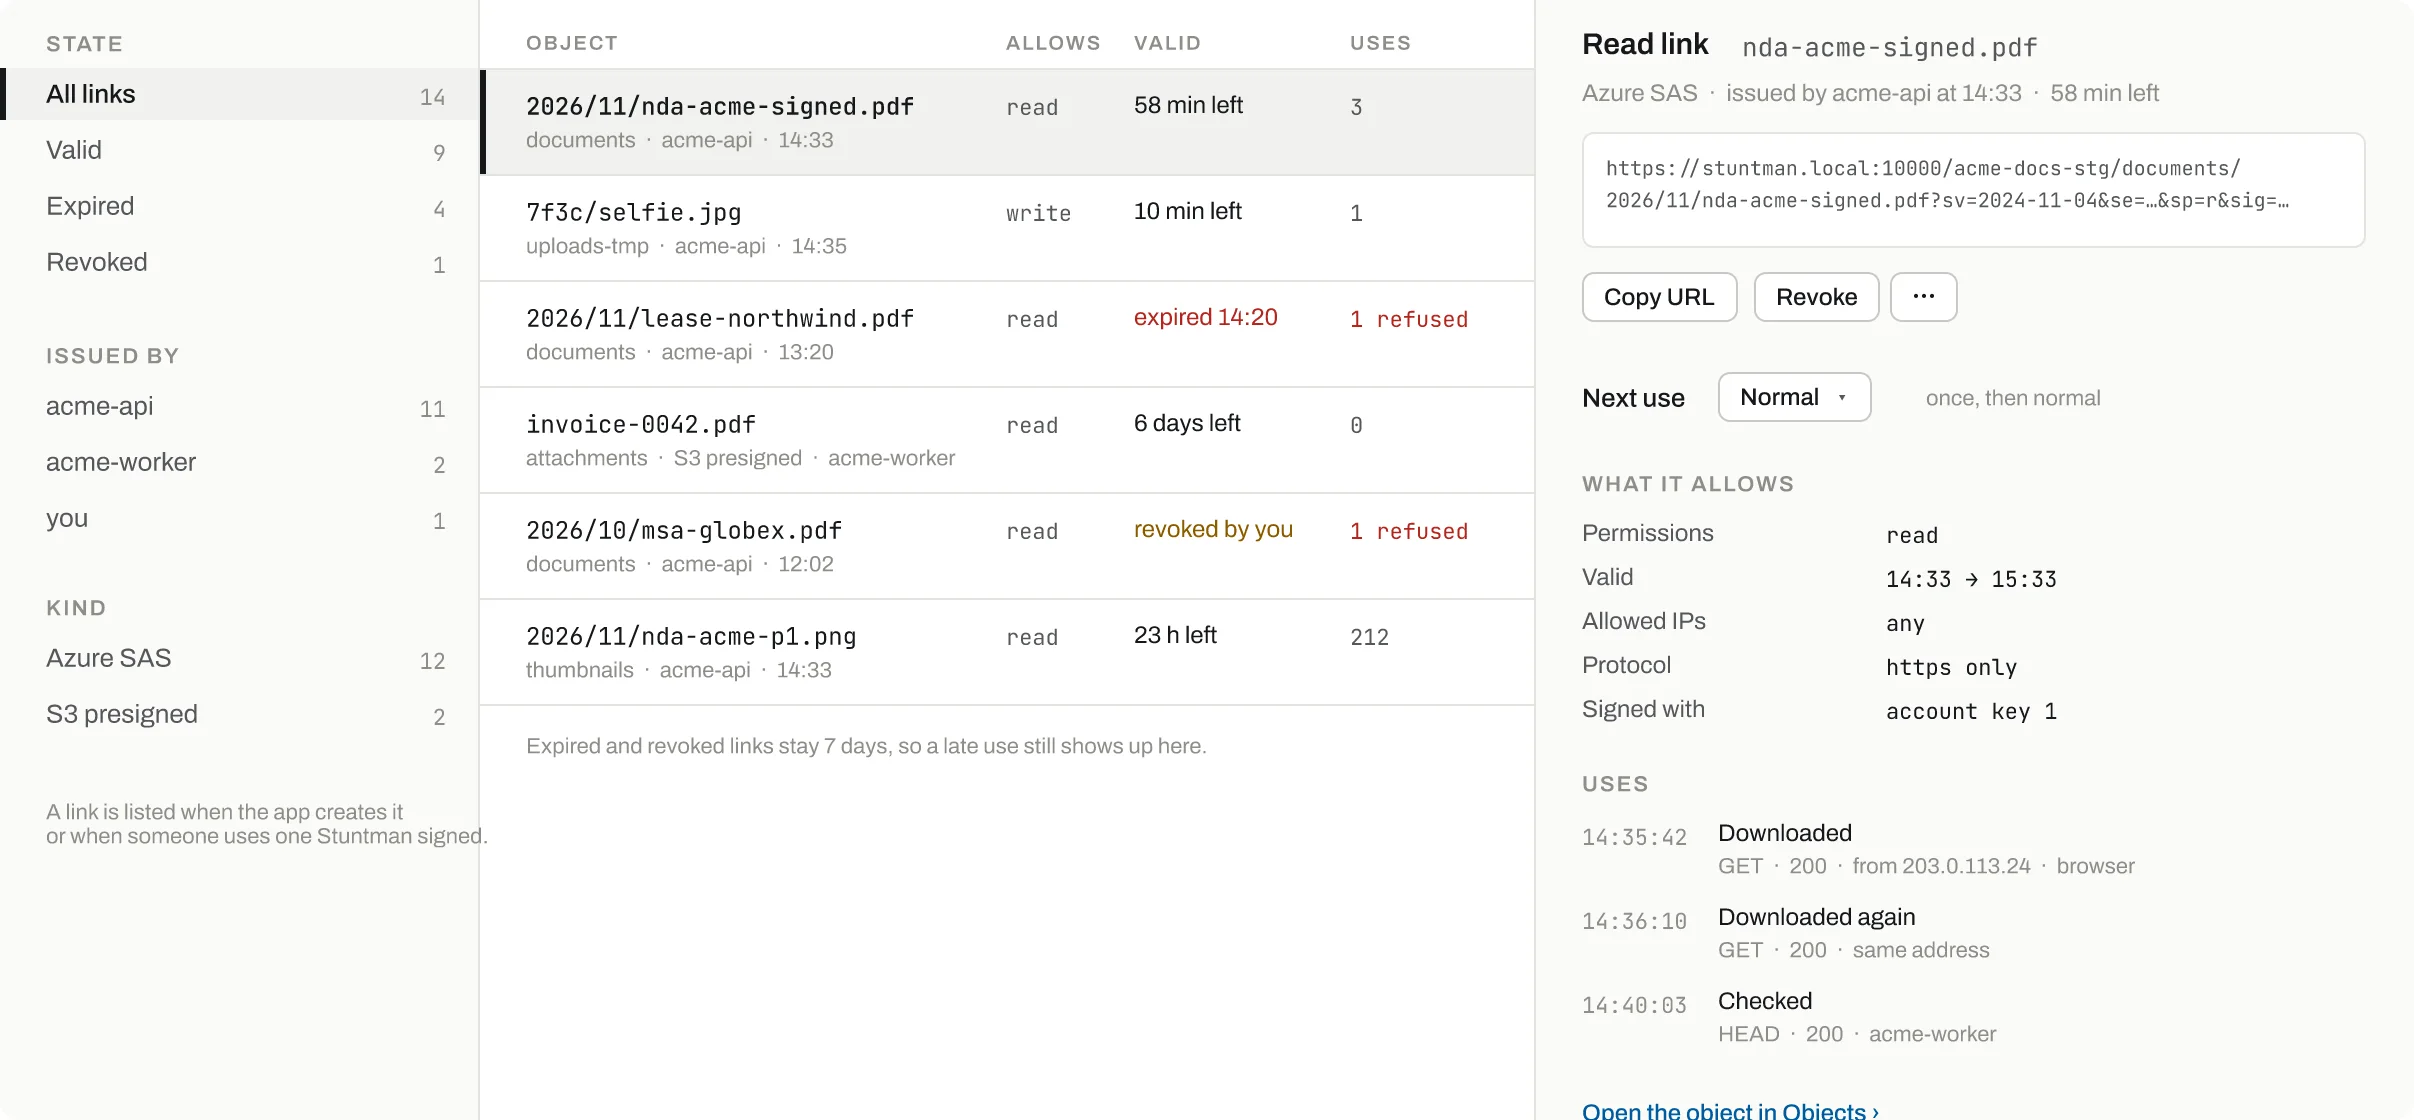 STATE
All links 14
Valid 9
Expired 4
Revoked 1
ISSUED BY
acme-api 11
acme-worker 2
you 1
KIND
Azure SAS 12
S3 presigned 2
A link is listed when the app creates it
or when someone uses one Stuntman signed.
OBJECT ALLOWS VALID USES
2026/11/nda-acme-signed.pdf read 58 min left 3
documents · acme-api · 14:33
7f3c/selfie.jpg write 10 min left 1
uploads-tmp · acme-api · 14:35
2026/11/lease-northwind.pdf read expired 14:20 1 refused
documents · acme-api · 13:20
invoice-0042.pdf read 6 days left 0
attachments · S3 presigned · acme-worker
2026/10/msa-globex.pdf read revoked by you 1 refused
documents · acme-api · 12:02
2026/11/nda-acme-p1.png read 23 h left 212
thumbnails · acme-api · 14:33
Expired and revoked links stay 7 days, so a late use still shows up here.
Read link nda-acme-signed.pdf
Azure SAS · issued by acme-api at 14:33 · 58 min left
https://stuntman.local:10000/acme-docs-stg/documents/
2026/11/nda-acme-signed.pdf?sv=2024-11-04&se=…&sp=r&sig=…
Copy URL Revoke ···
Next use Normal ▾ once, then normal
WHAT IT ALLOWS
Permissions read
Valid 14:33 → 15:33
Allowed IPs any
Protocol https only
Signed with account key 1
USES
14:35:42 Downloaded
GET · 200 · from 203.0.113.24 · browser
14:36:10 Downloaded again
GET · 200 · same address
14:40:03 Checked
HEAD · 200 · acme-worker
Open the object in Objects ›